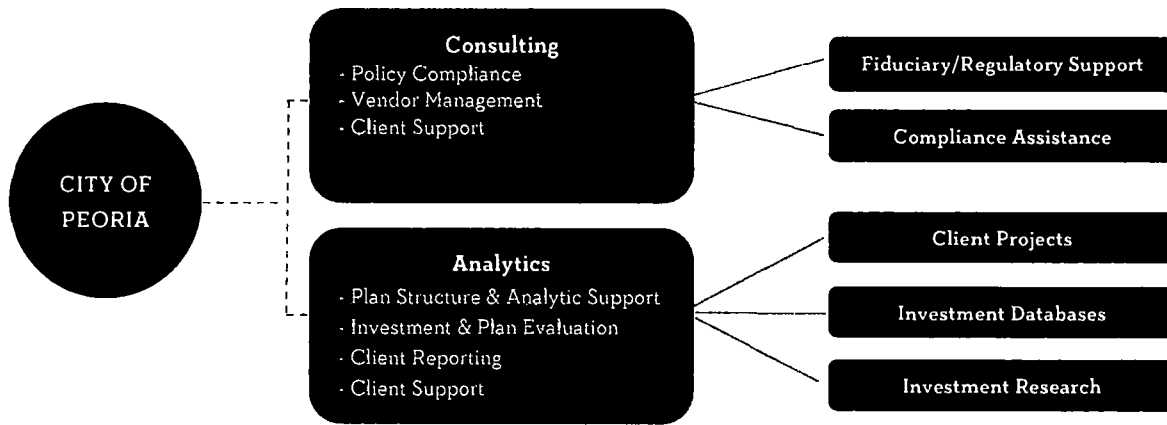 CITY OF
PEORIA
Consulting
- Policy Compliance
- Vendor Management
- Client Support
Fiduciary/Regulatory Support
Compliance Assistance
Analytics
- Plan Structure & Analytic Support
- Investment & Plan Evaluation
- Client Reporting
- Client Support
Client Projects
Investment Databases
Investment Research